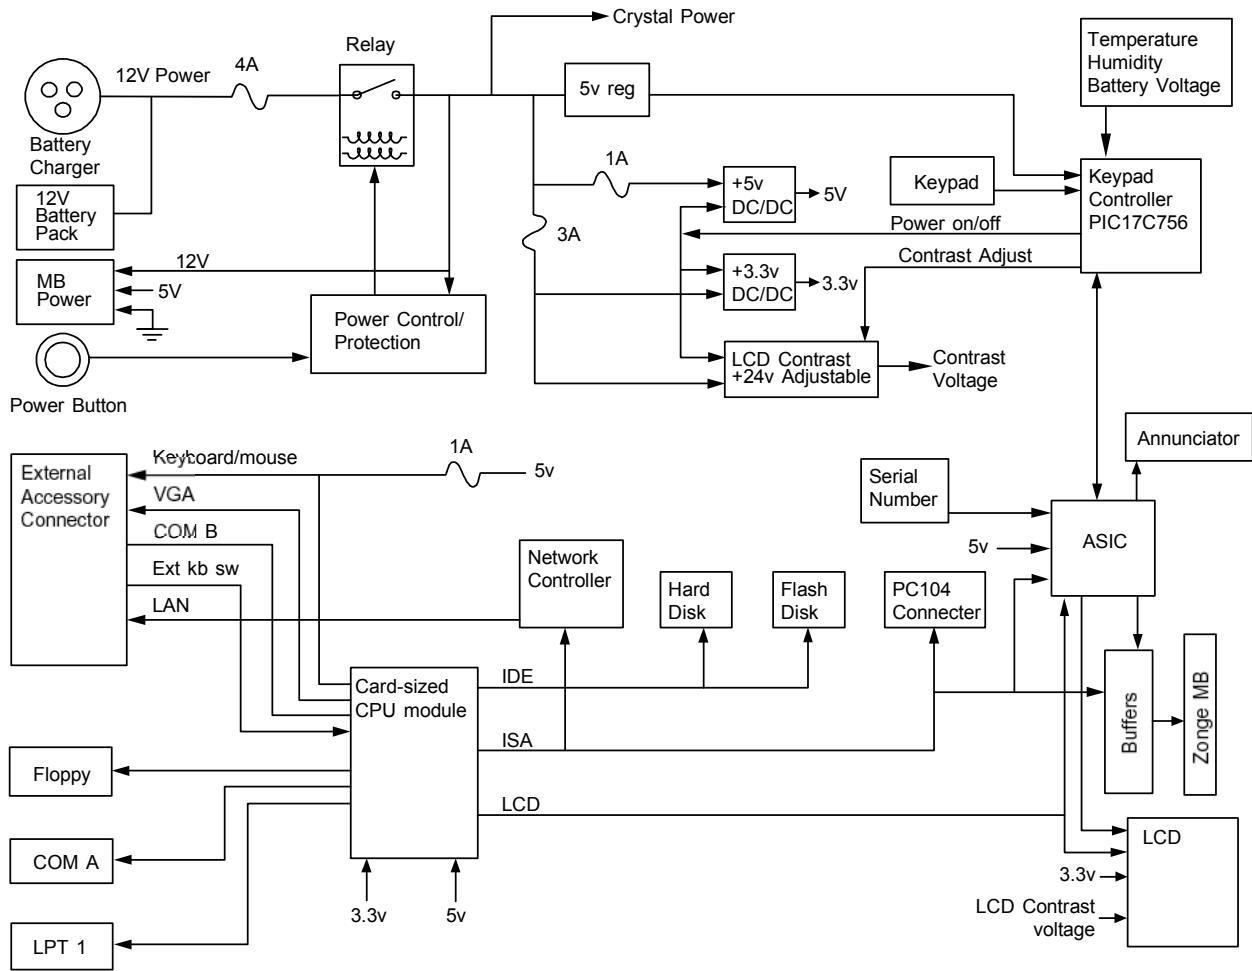 Crystal Power
Relay
4A
12V Power
5v reg
Temperature
Humidity
Battery Voltage
Battery
Charger
1A
+5v
DC/DC
5V
Keypad
Keypad
Controller
PIC17C756
12V
Battery
Pack
Power on/off
3A
Contrast Adjust
12V
MB
Power
5V
+3.3v
DC/DC
3.3v
Power Control/
Protection
LCD Contrast
+24v Adjustable
Contrast
Voltage
Power Button
Annunciator
External
Accessory
Connector
Keyboard/mouse
1A
5v
VGA
COM B
Ext kb sw
LAN
Serial
Number
5v
ASIC
Network
Controller
Hard
Disk
Flash
Disk
PC104
Connecter
Card-sized
CPU module
IDE
ISA
LCD
Buffers
Zonge MB
Floppy
COM A
LPT 1
3.3v
5v
LCD
3.3v
LCD Contrast
voltage